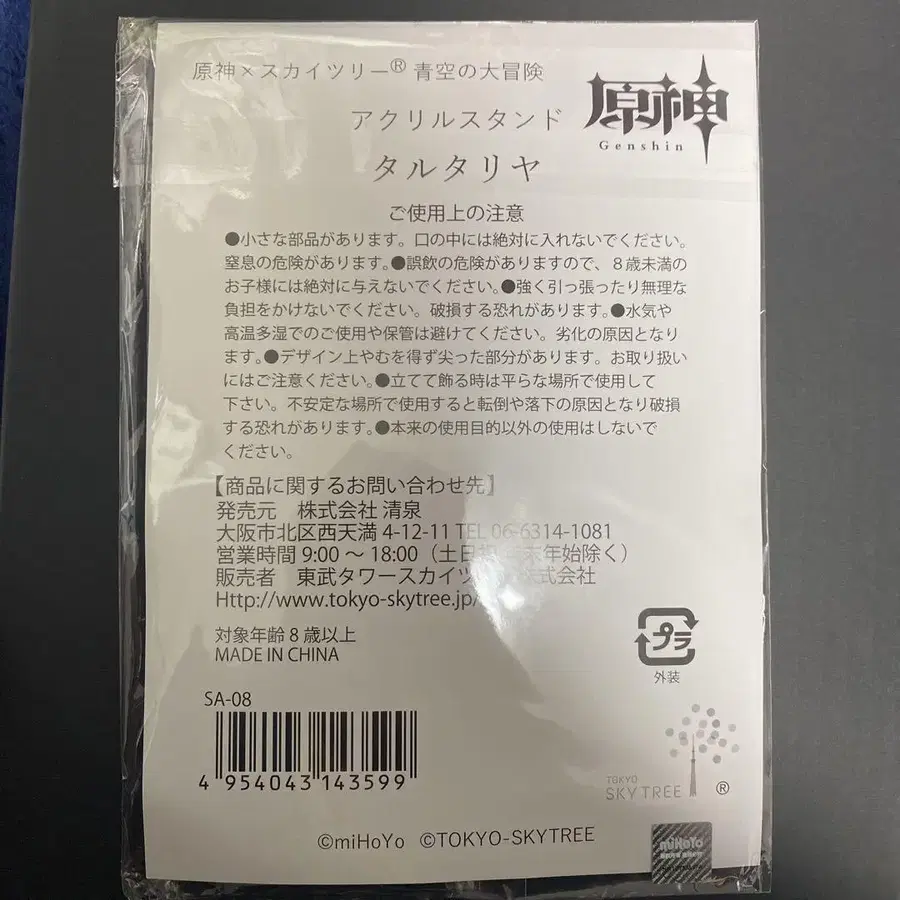 原神×スカイツリー® 青空の大冒険
原神
Genshin
アクリルスタンド
タルタリヤ
ご使用上の注意
●小さな部品があります。口の中には絶対に入れないでください。
窒息の危険があります。●誤飲の危険がありますので、８歳未満の
お子様には絶対に与えないでください。●強く引っ張ったり無理な
負担をかけないでください。破損する恐れがあります。●水気や
高温多湿でのご使用や保管は避けてください。劣化の原因となり
ます。●デザイン上やむを得ず尖った部分があります。お取り扱い
にはご注意ください。●立てて飾る時は平らな場所で使用して
下さい。不安定な場所で使用すると転倒や落下の原因となり破損
する恐れがあります。●本来の使用目的以外の使用はしないで
ください。
【商品に関するお問い合わせ先】
発売元 株式会社 清泉
大阪市北区西天満 4-12-11 TEL 06-6314-1081
営業時間 9:00 〜 18:00（土日 年始除く）
販売者 東武タワースカイツ 式会社
Http://www.tokyo-skytree.jp/
対象年齢 8 歳以上
MADE IN CHINA
プラ
外装
SA-08
4 954043 143599
TOKYO
SKYTREE ®
©miHoYo ©TOKYO-SKYTREE
miHoYo